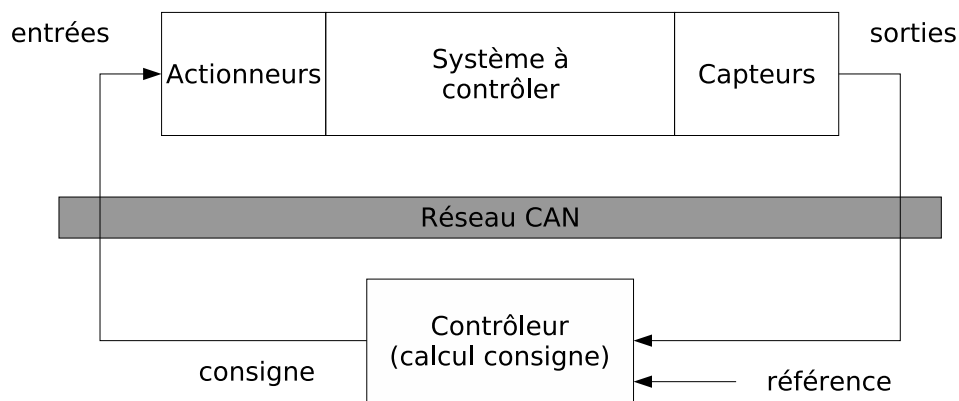 entrées
sorties
Actionneurs
Système à
contrôler
Capteurs
Réseau CAN
Contrôleur
(calcul consigne)
consigne
référence